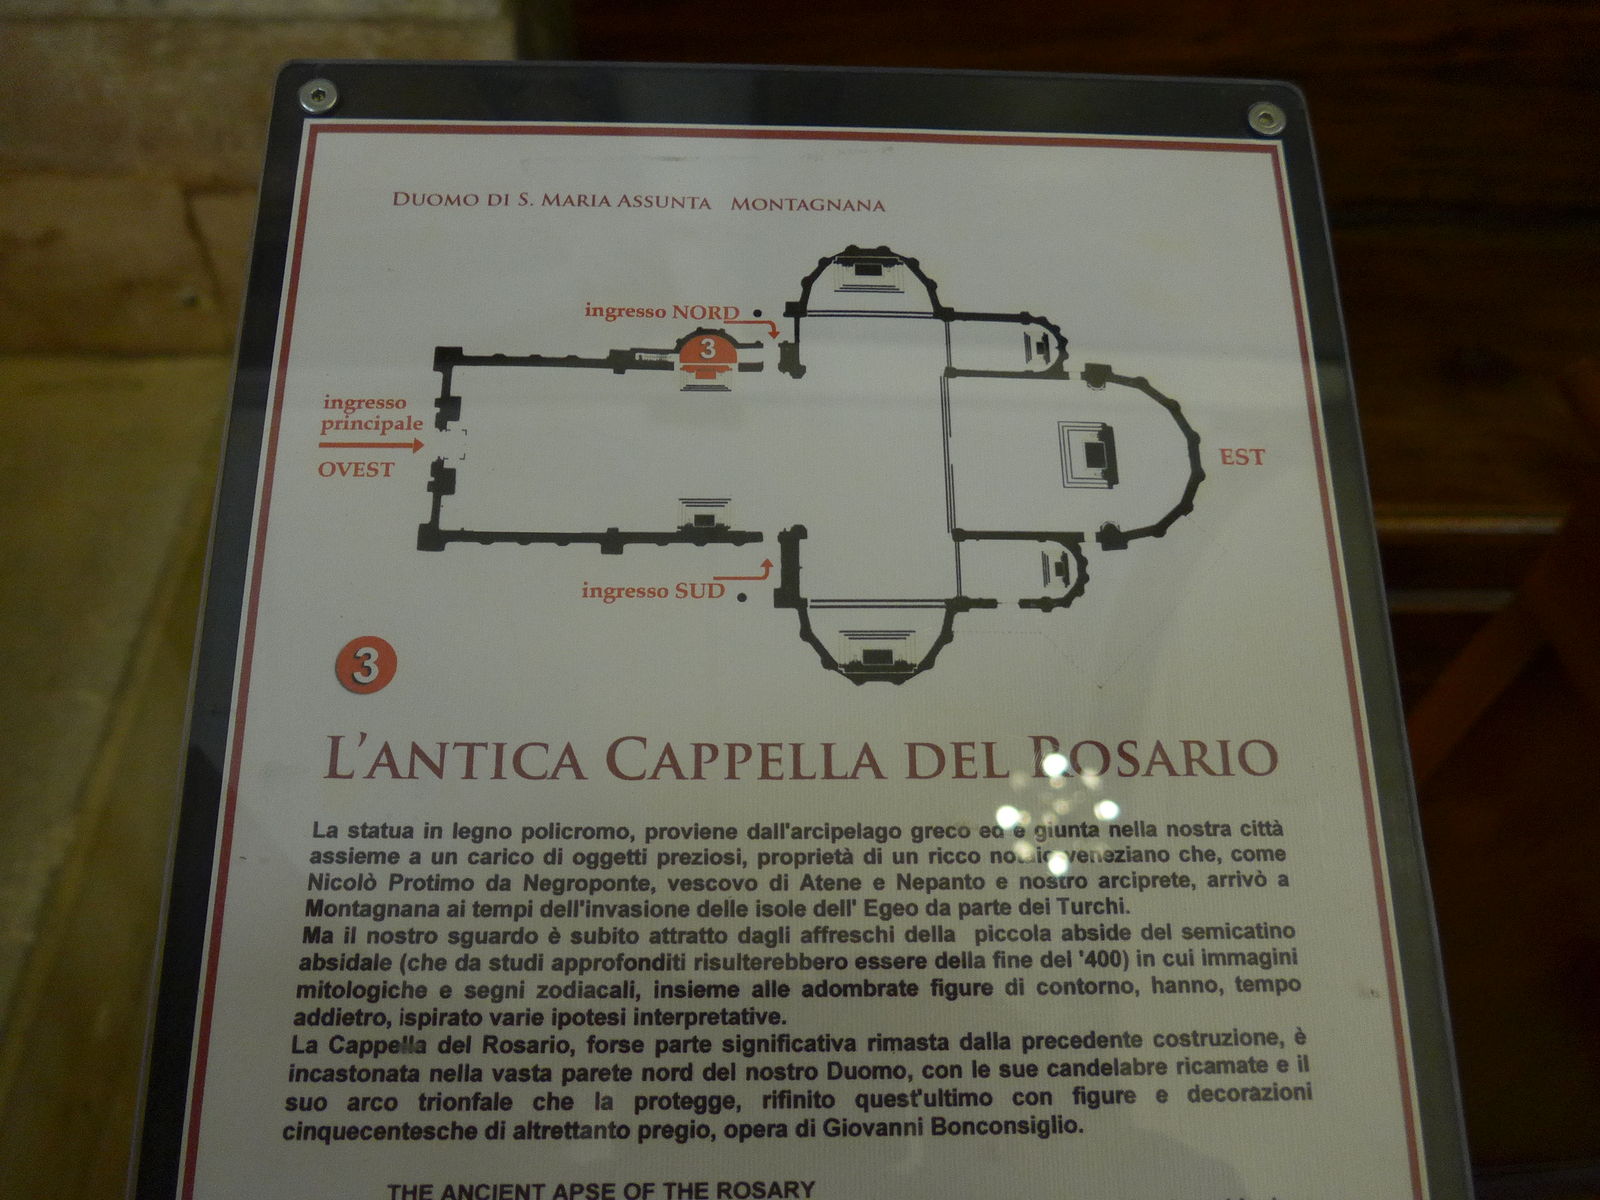 DUOMO DI S. MARIA ASSUNTA MONTAGNANA
ingresso NORD
3
ingresso
principale
OVEST
EST
ingresso SUD
3
L'ANTICA CAPPELLA DEL ROSARIO
La statua in legno policromo, proviene dall'arcipelago greco ed è giunta nella nostra città
assieme a un carico di oggetti preziosi, proprietà di un ricco notaio veneziano che, come
Nicolò Protimo da Negroponte, vescovo di Atene e Nepanto e nostro arciprete, arrivò a
Montagnana ai tempi dell'invasione delle isole dell' Egeo da parte dei Turchi.
Ma il nostro sguardo è subito attratto dagli affreschi della piccola abside del semicatino
absidale (che da studi approfonditi risulterebbero essere della fine del '400) in cui immagini
mitologiche e segni zodiacali, insieme alle adombrate figure di contorno, hanno, tempo
addietro, ispirato varie ipotesi interpretative.
La Cappella del Rosario, forse parte significativa rimasta dalla precedente costruzione, è
incastonata nella vasta parete nord del nostro Duomo, con le sue candelabre ricamate e il
suo arco trionfale che la protegge, rifinito quest'ultimo con figure e decorazioni
cinquecentesche di altrettanto pregio, opera di Giovanni Bonconsiglio.
THE ANCIENT APSE OF THE ROSARY